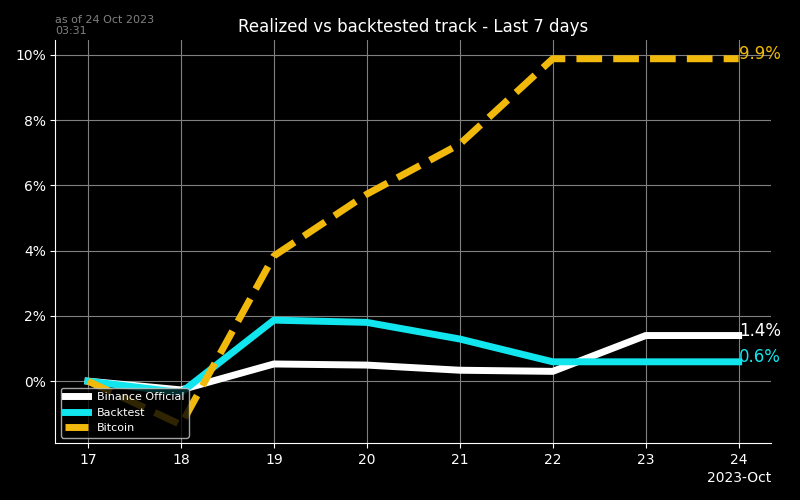 as of 24 Oct 2023
03:31
Realized vs backtested track - Last 7 days
10%
8%
6%
4%
2%
0%
9.9%
1.4%
0.6%
Binance Official
Backtest
Bitcoin
17 18 19 20 21 22 23 24
2023-Oct